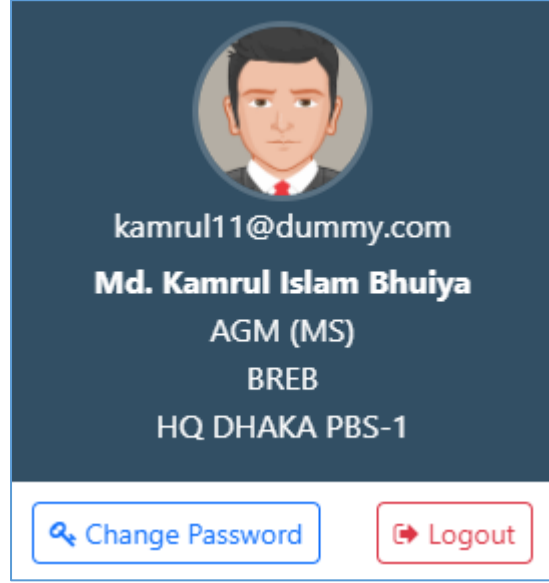 kamrul11@dummy.com
Md. Kamrul Islam Bhuiya
AGM (MS)
BREB
HQ DHAKA PBS-1
Change Password
Logout